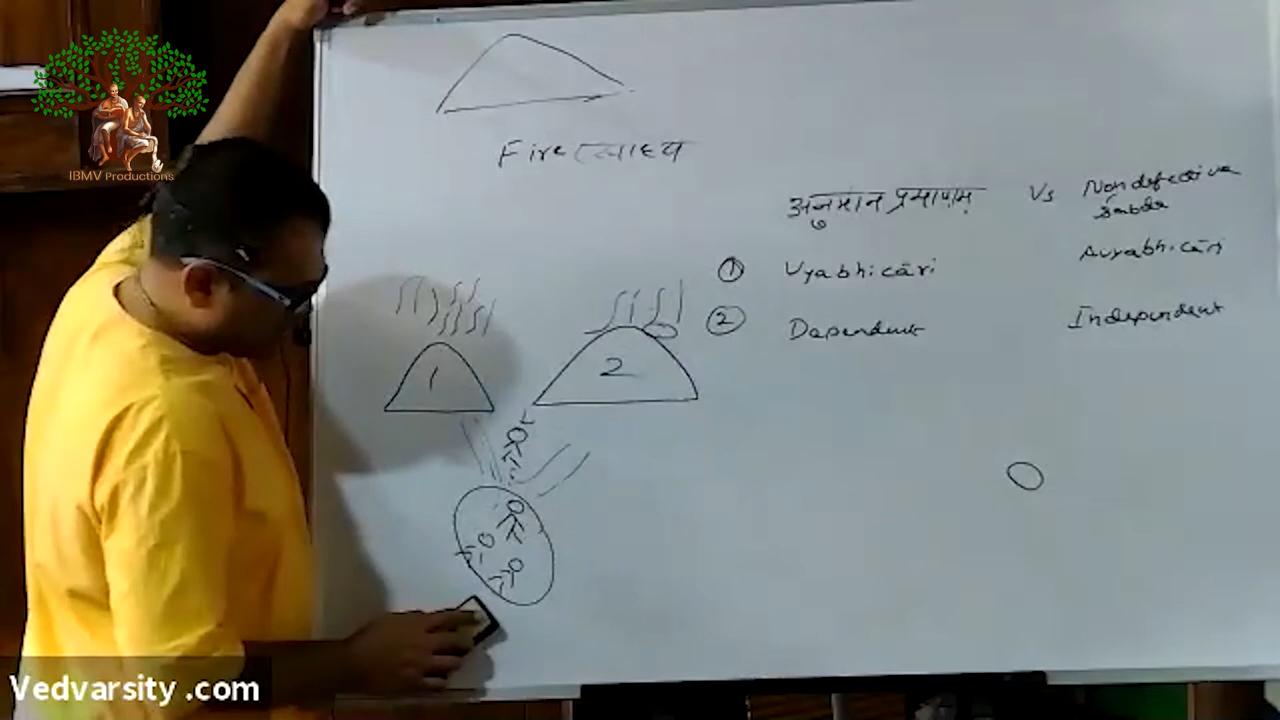 IBMV Productions
Fire साध्य
अनुमान प्रमाणम् Vs Nondefective
śabda
① Vyabhicāri Avyabhicāri
② Dependent Independent
1 2
Vedvarsity .com